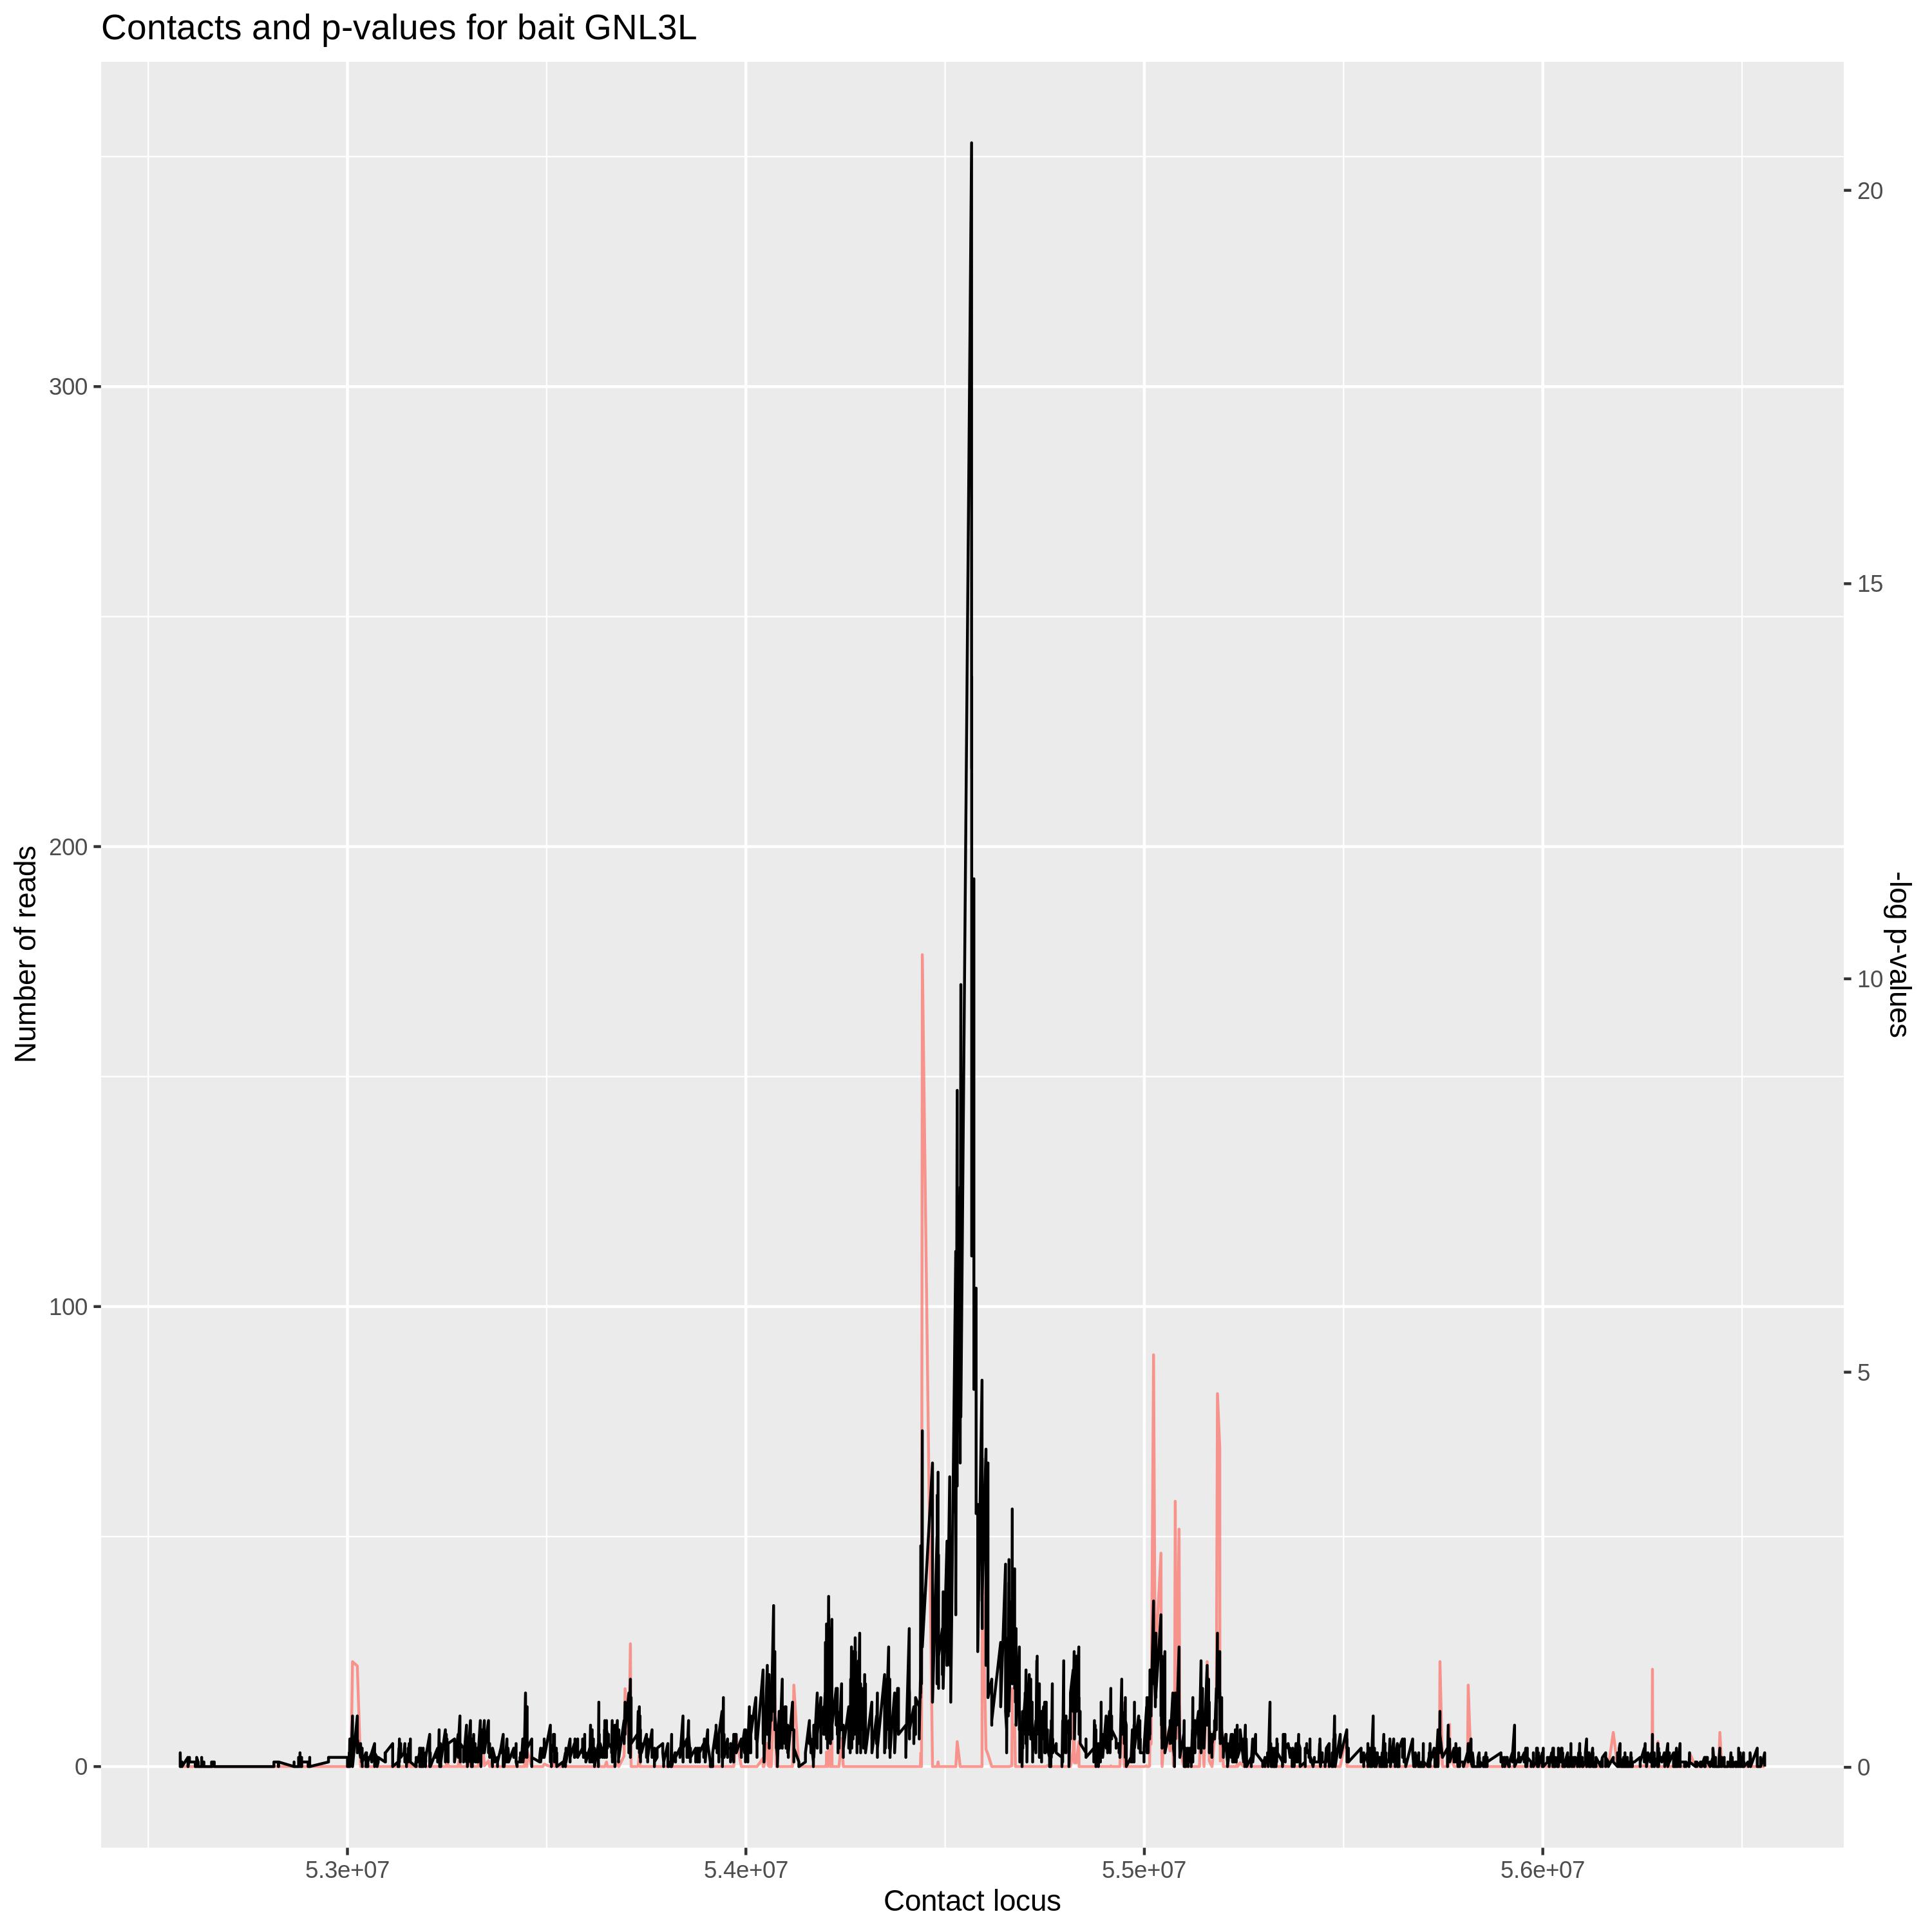 Contacts and p-values for bait GNL3L
Number of reads
300
200
100
0
20
15
10
5
0
-log p-values
5.3e+07
5.4e+07
5.5e+07
5.6e+07
Contact locus